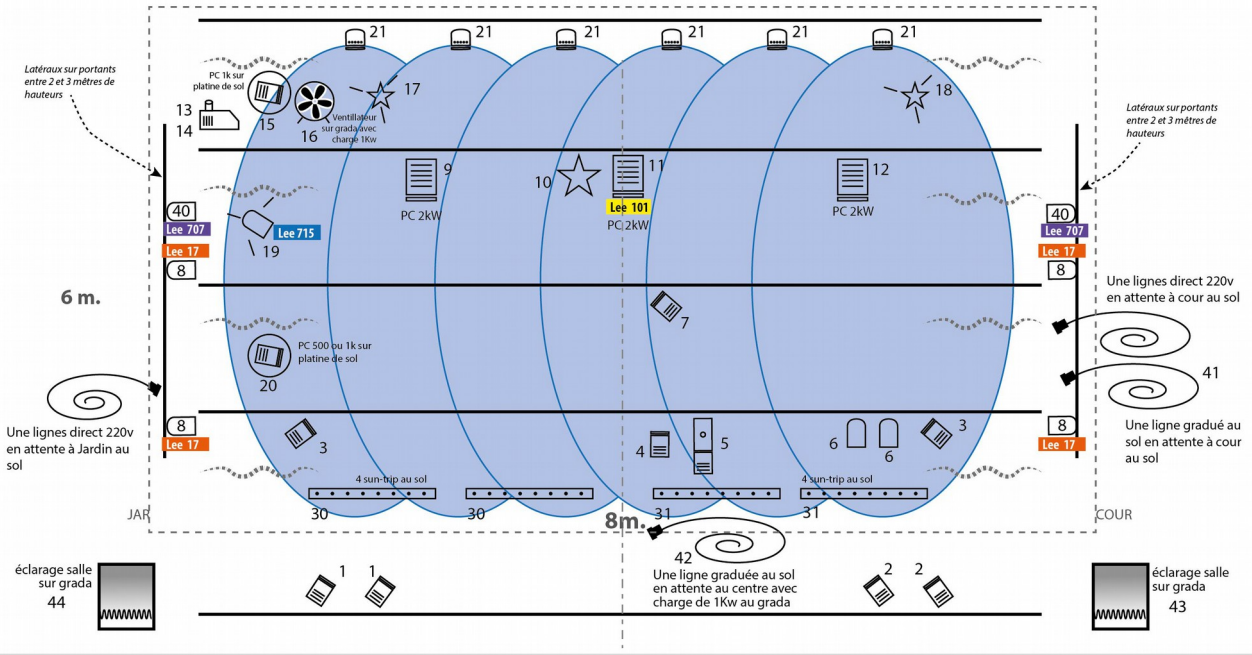 21
21
21
21
21
21
Latéraux sur portants
entre 2 et 3 mètres de
hauteurs
PC 1k sur
platine de sol
13
14
15
16
Ventillateur
sur grada avec
charge 1Kw
17
18
Latéraux sur portants
entre 2 et 3 mètres de
hauteurs
9
PC 2kW
10
11
Lee 101
PC 2kW
12
PC 2kW
40
Lee 707
Lee 17
8
19
Lee 715
40
Lee 707
Lee 17
8
6 m.
7
Une lignes direct 220v
en attente à cour au sol
PC 500 ou 1k sur
platine de sol
20
41
Une lignes direct 220v
en attente à Jardin au
sol
8
Lee 17
3
4
5
6
6
3
8
Lee 17
Une ligne gradué au
sol en attente à cour
au sol
4 sun-trip au sol
4 sun-trip au sol
30
30
31
31
JAR
8m.
COUR
42
Une ligne graduée au sol
en attente au centre avec
charge de 1Kw au grada
éclarage salle
sur grada
44
1
1
2
2
éclarage salle
sur grada
43